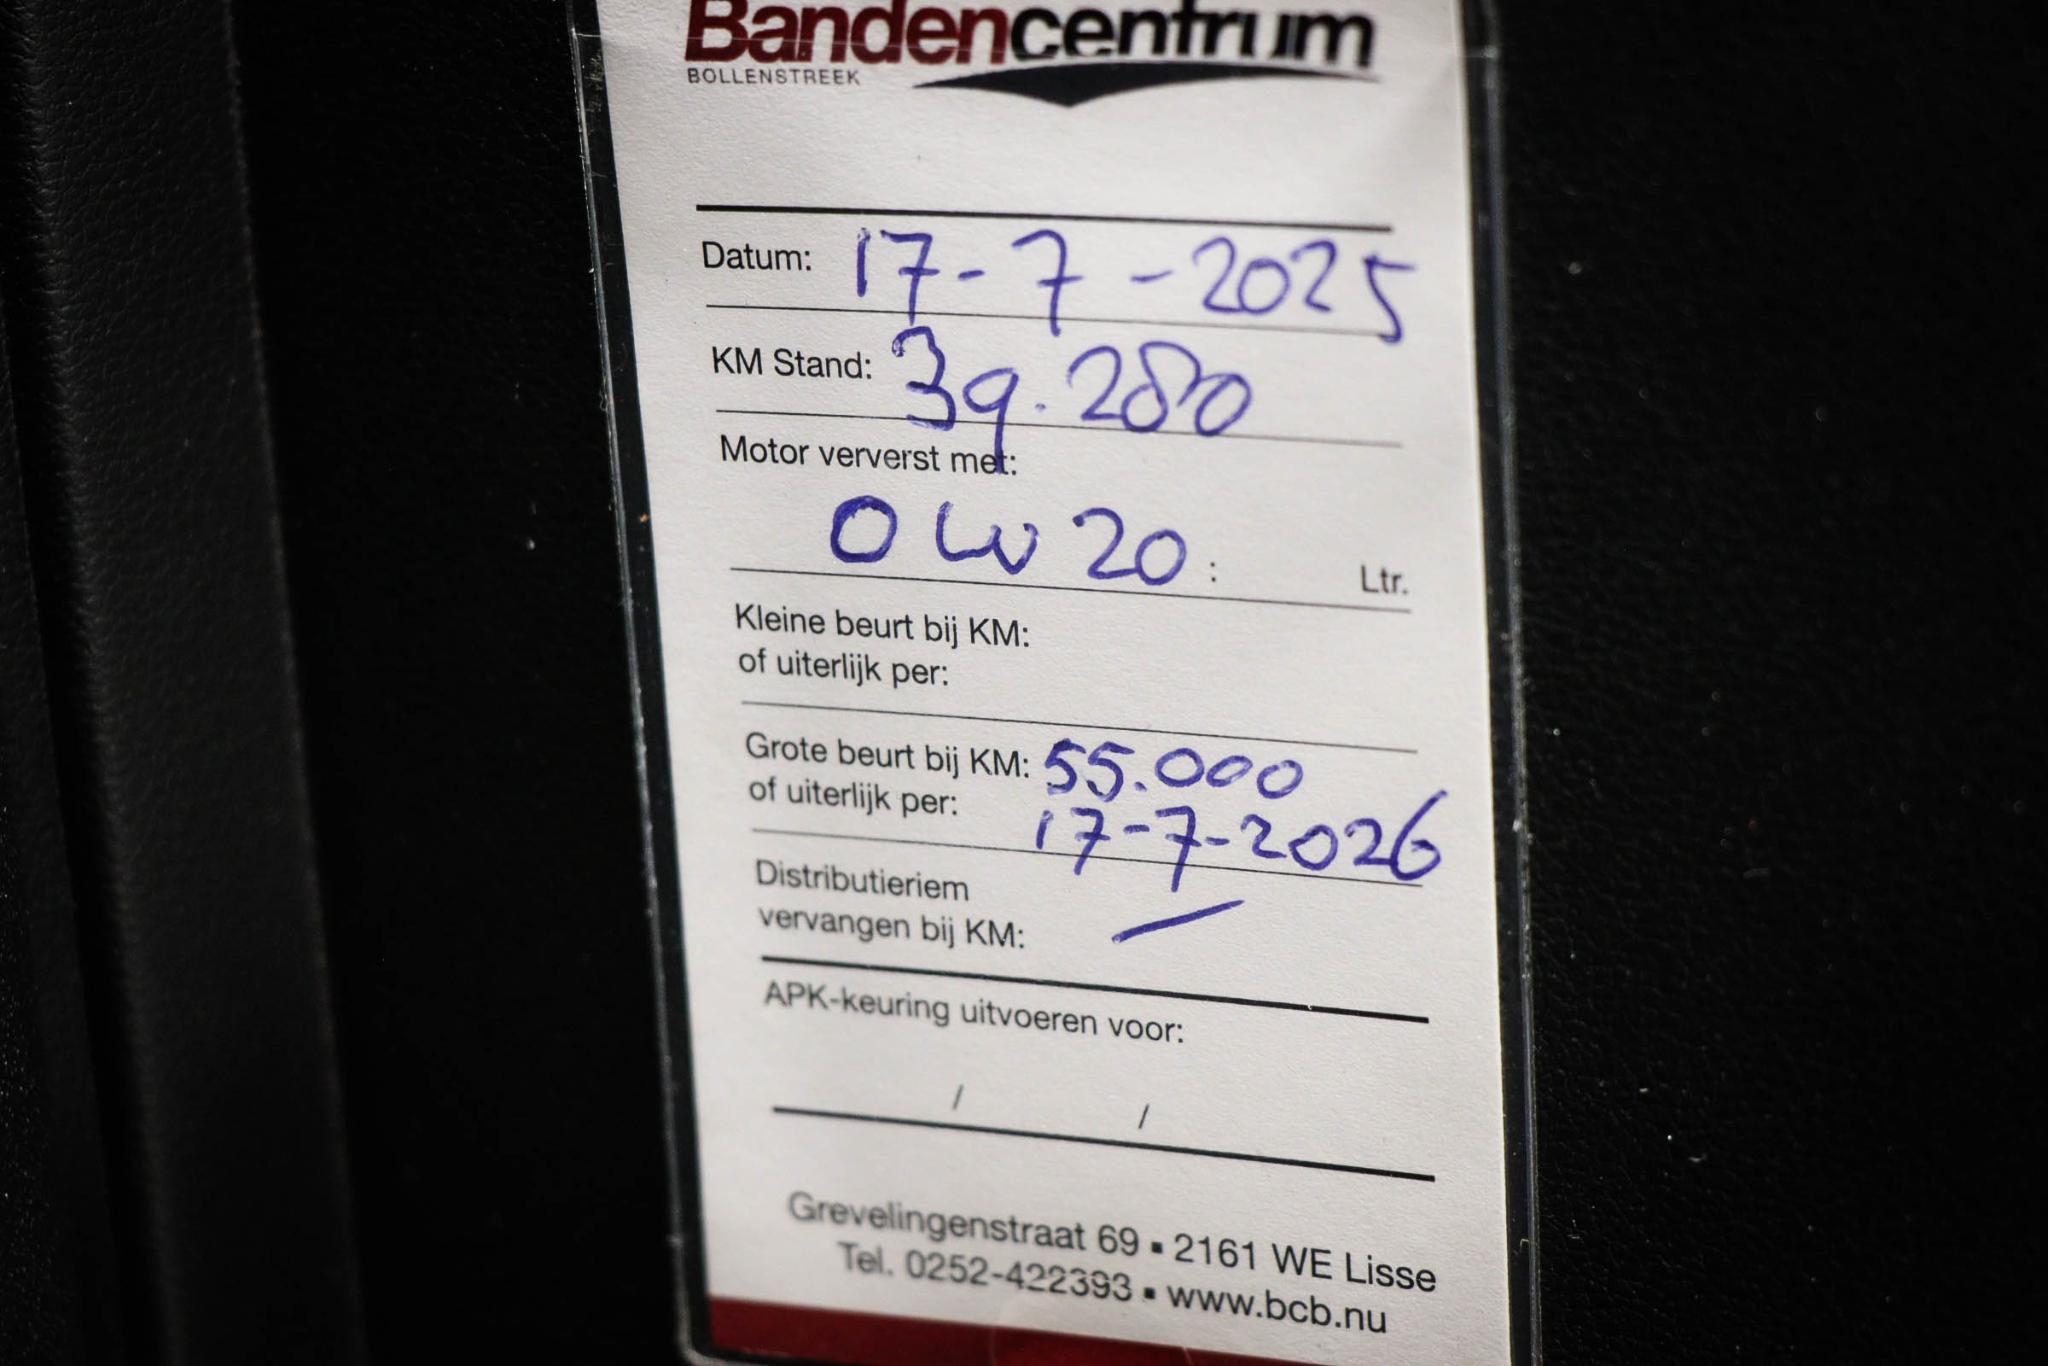 Bandencentrum
BOLLENSTREEK
Datum: 17-7-2025
KM Stand: 39.280
Motor ververst met:
0W20 : Ltr.
Kleine beurt bij KM:
of uiterlijk per:
Grote beurt bij KM: 55.000
of uiterlijk per: 17-7-2026
Distributieriem
vervangen bij KM: —
APK-keuring uitvoeren voor:
/ /
Grevelingenstraat 69 ▪ 2161 WE Lisse
Tel. 0252-422393 ▪ www.bcb.nu